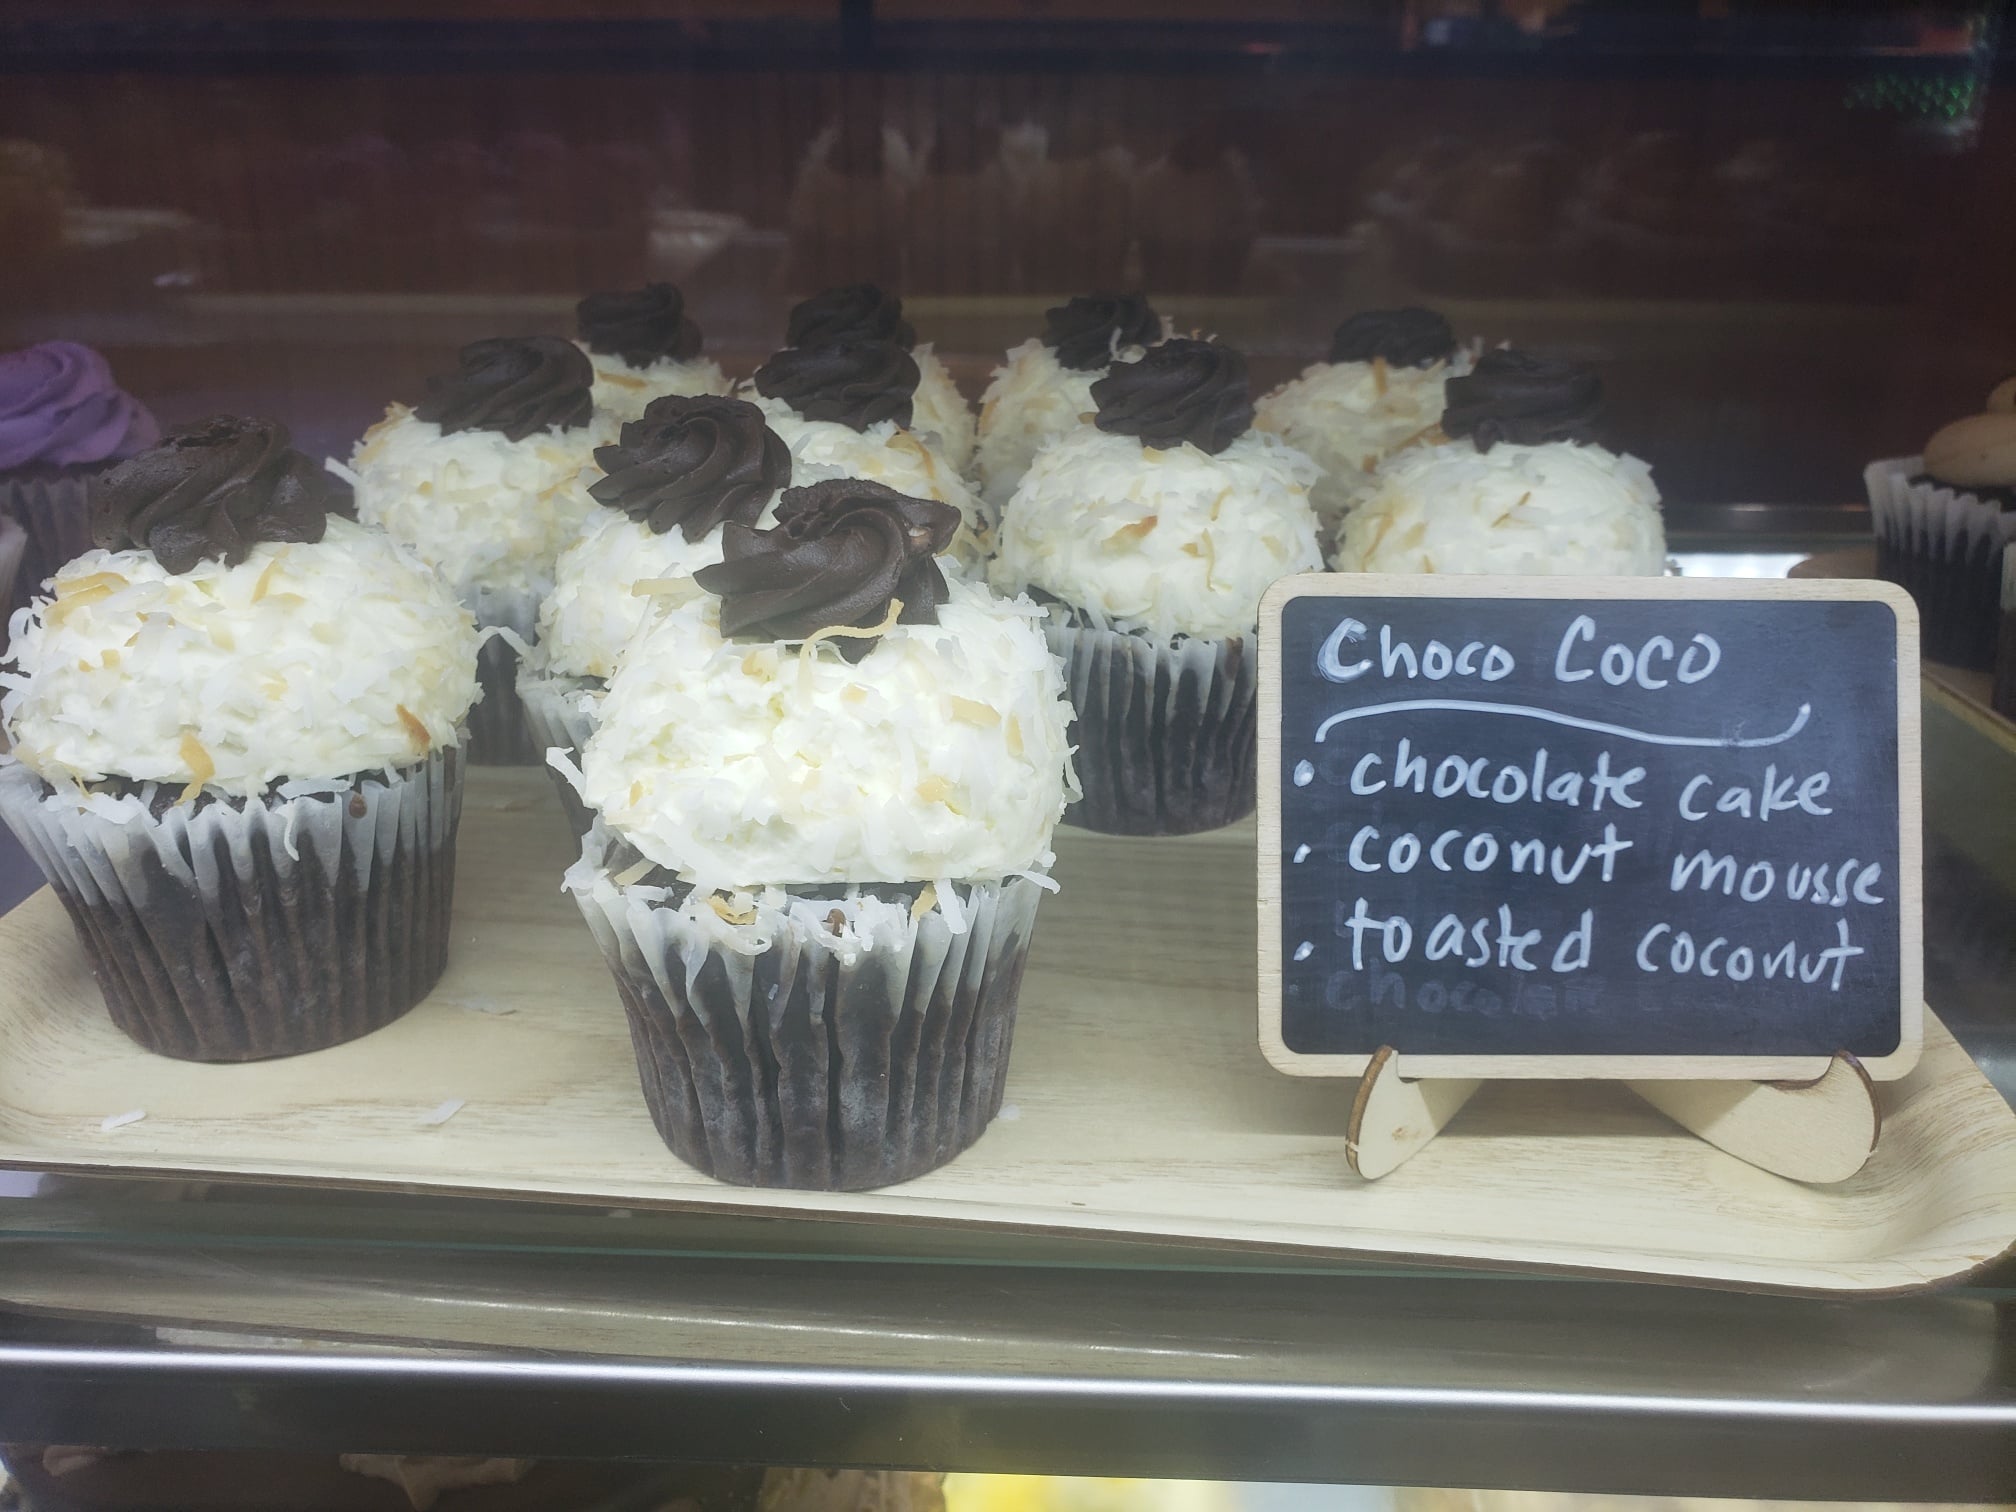 Choco Coco
• chocolate cake
• coconut mousse
• toasted coconut